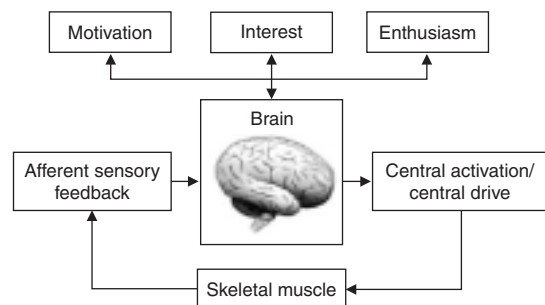 Motivation
Interest
Enthusiasm
Brain
Afferent sensory
feedback
Central activation/
central drive
Skeletal muscle